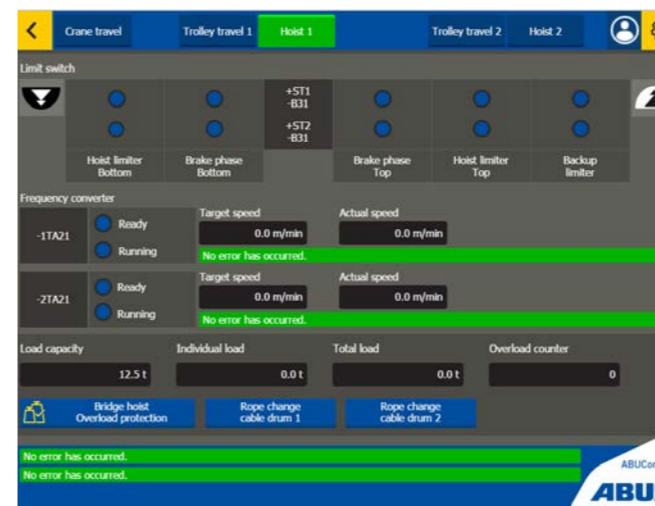 Crane travel
Trolley travel 1
Hoist 1
Trolley travel 2
Hoist 2
Limit switch
+ST1
-B31
+ST2
-B31
Hoist limiter
Bottom
Brake phase
Bottom
Brake phase
Top
Hoist limiter
Top
Backup
limiter
Frequency converter
-1TA21
Ready
Running
Target speed
0.0 m/min
Actual speed
0.0 m/min
No error has occurred.
-2TA21
Ready
Running
Target speed
0.0 m/min
Actual speed
0.0 m/min
No error has occurred.
Load capacity
Individual load
Total load
Overload counter
12.5 t
0.0 t
0.0 t
0
Bridge hoist
Overload protection
Rope change
cable drum 1
Rope change
cable drum 2
No error has occurred.
No error has occurred.
ABUCo
ABU